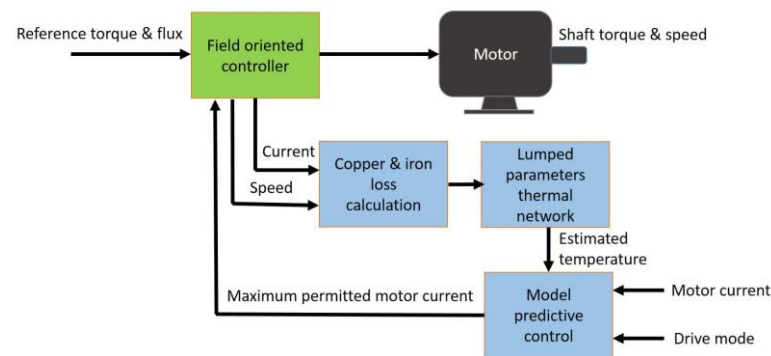 Reference torque & flux
Field oriented
controller
Motor
Shaft torque & speed
Current
Speed
Copper & iron
loss
calculation
Lumped
parameters
thermal
network
Estimated
temperature
Maximum permitted motor current
Model
predictive
control
Motor current
Drive mode